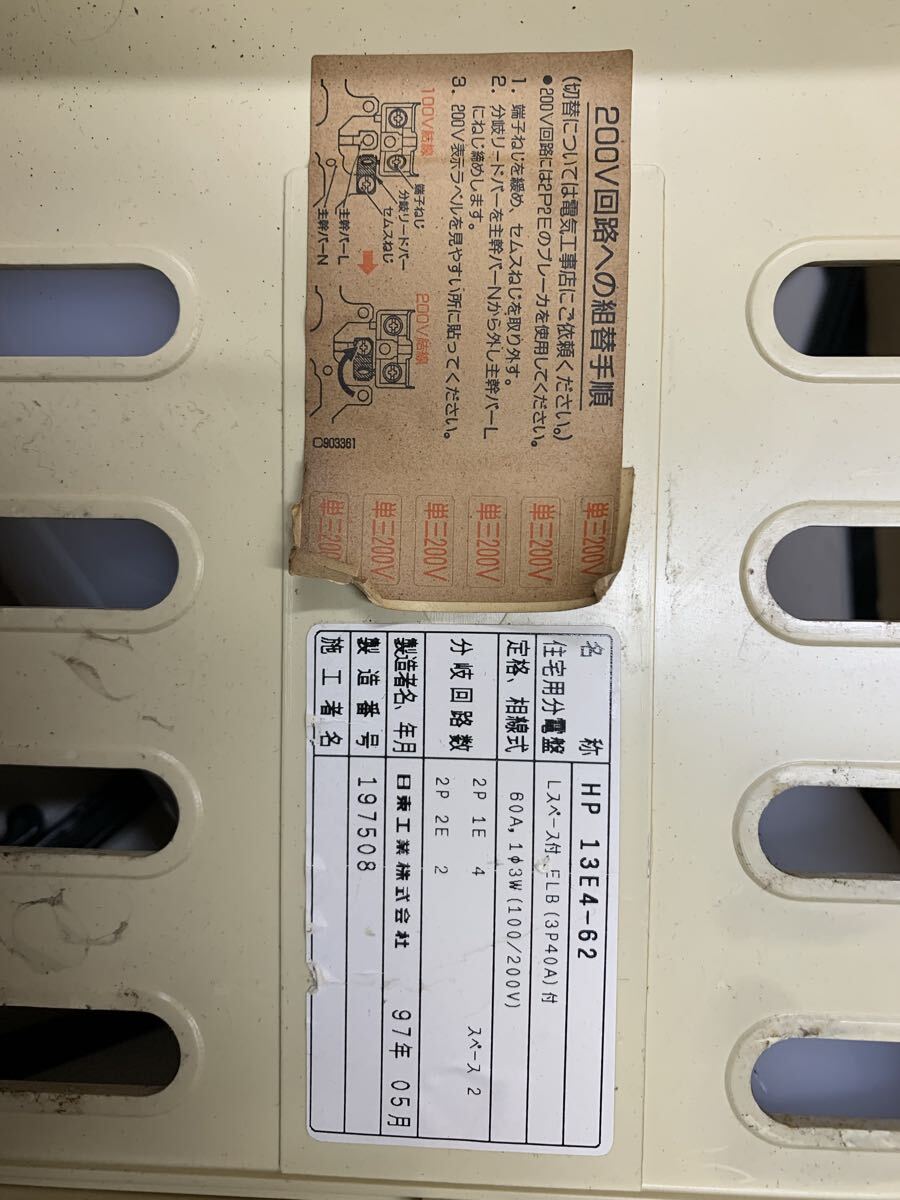 200V回路への組替手順
(切替については電気工事店にご依頼ください。)
●200V回路には2P2Eのブレーカを使用してください。
1. 端子ねじを緩め、セムスねじを取り外す。
2. 分岐リードバーを主幹バーNから外し主幹バーL
にねじ締めします。
3. 200V表示ラベルを見やすい所に貼ってください。
100V結線
端子ねじ
分岐リードバー
セムスねじ
主幹バーL
主幹バーN
200V結線
C903361
単三200V
単三200V
単三200V
単三200V
単三200V
単三200V
名称 HP 13E4-62
住宅用分電盤 Lスペース付、ELB(3P40A)付
定格、相線式 60A, 1φ3W(100/200V)
分岐回路数 2P 1E 4 スペース 2
2P 2E 2
製造者名、年月 日東工業株式会社 97年 05月
製造番号 197508
施工者名